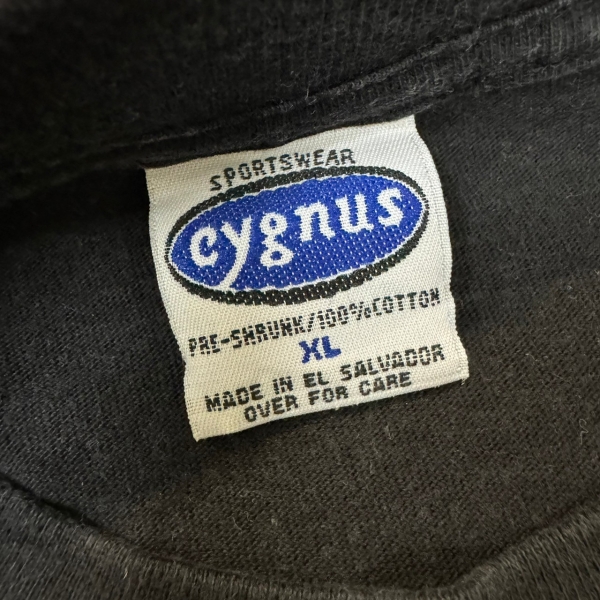 SPORTSWEAR
cygnus
PRE-SHRUNK/100%COTTON
XL
MADE IN EL SALVADOR
OVER FOR CARE